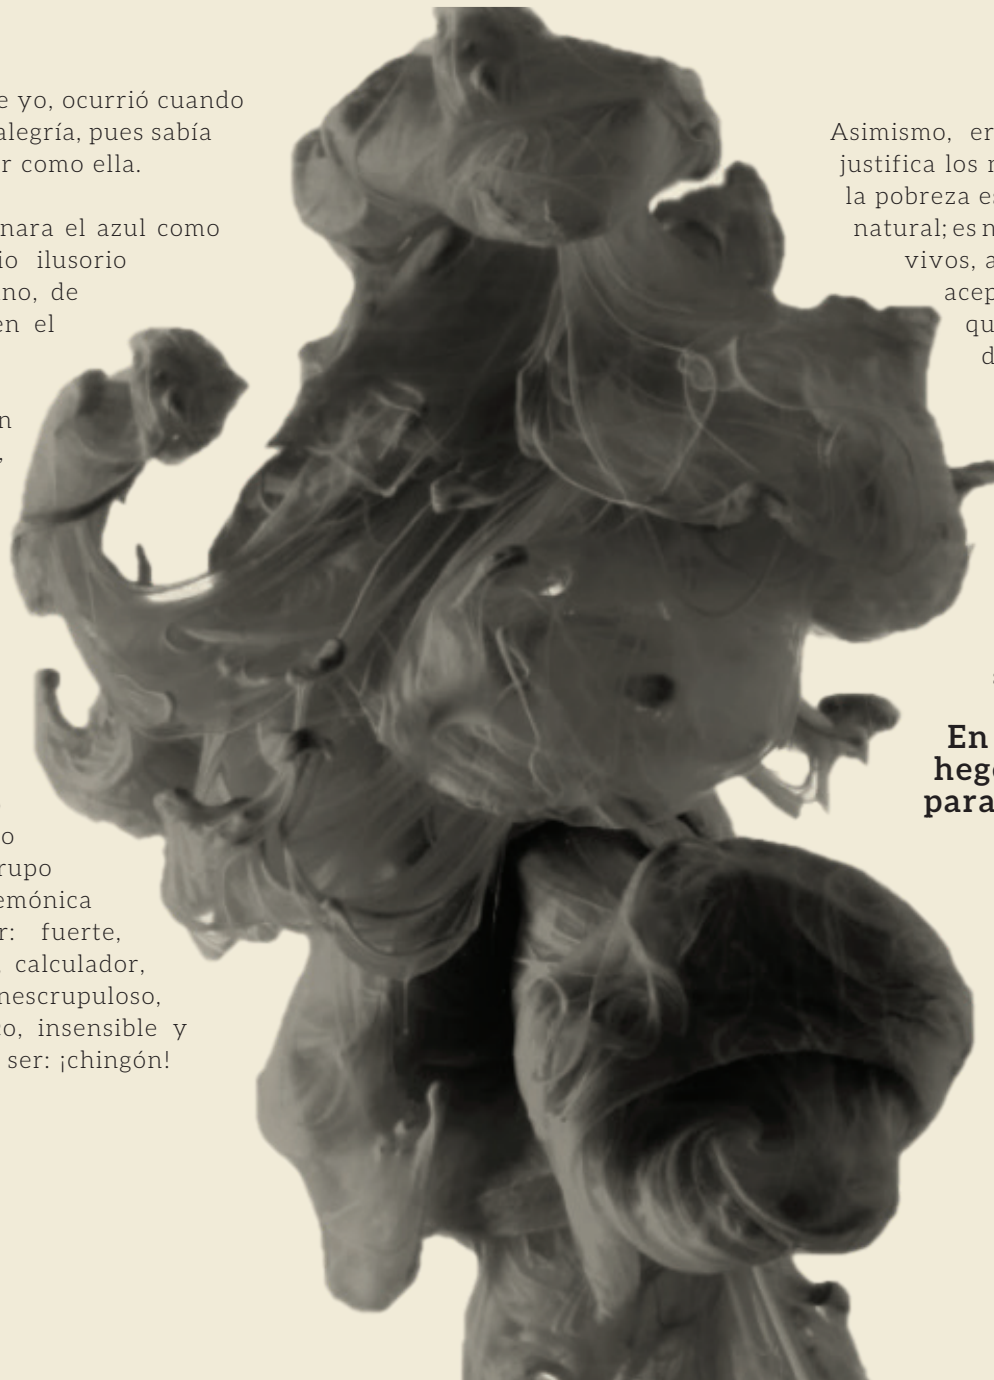 e yo, ocurrió cuando
alegría, pues sabía
r como ella.
nara el azul como
io ilusorio
no, de
en el
n
,
o
rupo
emónica
r: fuerte,
calculador,
nescrupuloso,
co, insensible y
ser: ¡chingón!
Asimismo, er
justifica los
la pobreza es
natural; es n
vivos, a
acep
qu
d
En
heg
para